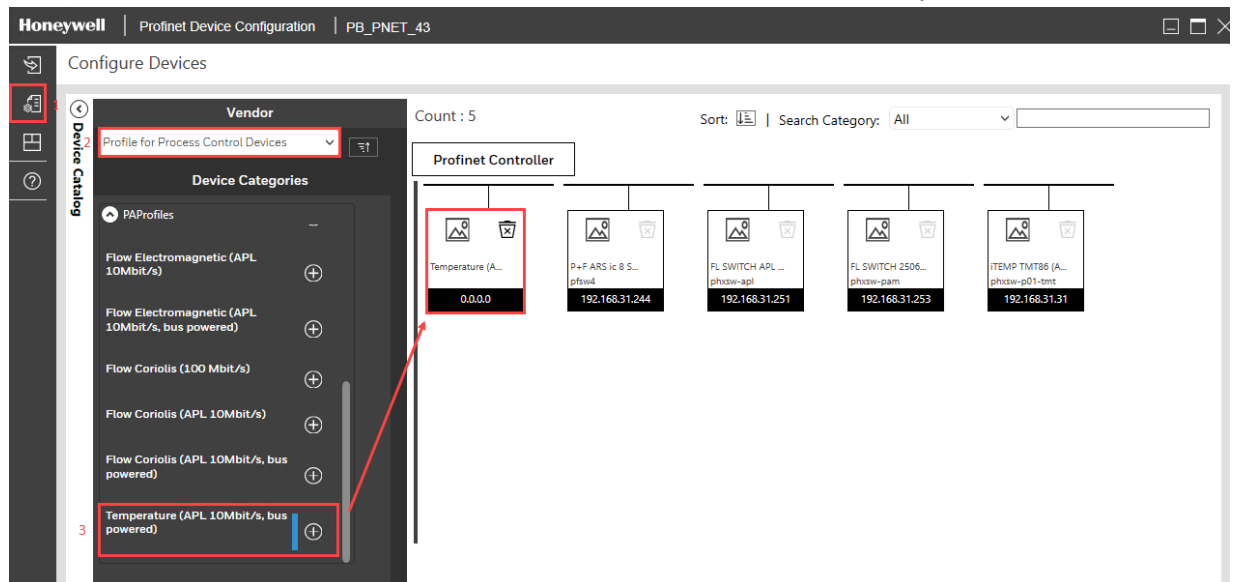 Honeywell | Profinet Device Configuration | PB_PNET_43
Configure Devices
1
Device Catalog
Vendor
2
Profile for Process Control Devices
Device Categories
PAProfiles
Flow Electromagnetic (APL
10Mbit/s)
Flow Electromagnetic (APL
10Mbit/s, bus powered)
Flow Coriolis (100 Mbit/s)
Flow Coriolis (APL 10Mbit/s)
Flow Coriolis (APL 10Mbit/s, bus
powered)
3
Temperature (APL 10Mbit/s, bus
powered)
Count : 5
Sort: | Search Category: All
Profinet Controller
Temperature (A...
0.0.0.0
P+F ARS ic 8 S...
pfsw4
192.168.31.244
FL SWITCH APL ...
phxsw-apl
192.168.31.251
FL SWITCH 2506...
phxsw-pam
192.168.31.253
iTEMP TMT86 (A...
phxsw-p01-tmt
192.168.31.31